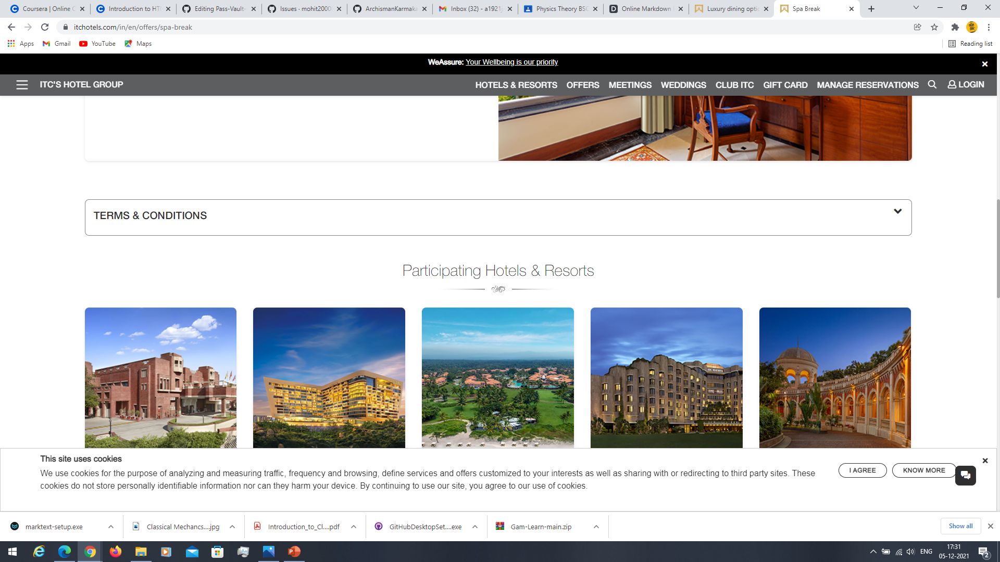 Coursera | Online C
Introduction to HTM
Editing Pass-Vault-
Issues · mohit2000
ArchismanKarmaka
Inbox (32) - a1921
Physics Theory BSC
Online Markdown
Luxury dining optic
Spa Break
itchotels.com/in/en/offers/spa-break
Apps
Gmail
YouTube
Maps
Reading list
WeAssure: Your Wellbeing is our priority
ITC'S HOTEL GROUP
HOTELS & RESORTS
OFFERS
MEETINGS
WEDDINGS
CLUB ITC
GIFT CARD
MANAGE RESERVATIONS
LOGIN
TERMS & CONDITIONS
Participating Hotels & Resorts
This site uses cookies
We use cookies for the purpose of analyzing and measuring traffic, frequency and browsing, define services and offers customized to your interests as well as sharing with or redirecting to third party sites. These
cookies do not store personally identifiable information nor can they harm your device. By continuing to use our site, you agree to our use of cookies.
I AGREE
KNOW MORE
marktext-setup.exe
Classical Mechancs....jpg
Introduction_to_Cl....pdf
GitHubDesktopSet....exe
Gam-Learn-main.zip
Show all
ENG
17:31
05-12-2021
2